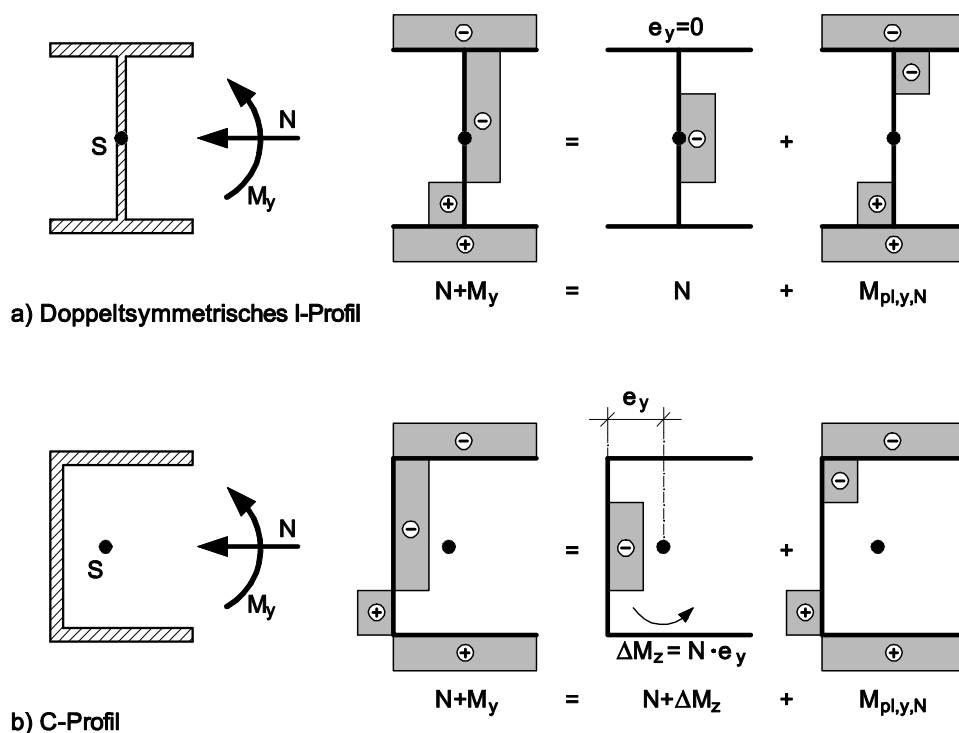 e_y=0
S
N
M_y
=
+
N+M_y = N + M_pl,y,N
a) Doppeltsymmetrisches I-Profil
e_y
S
N
M_y
=
+
ΔM_z = N·e_y
N+M_y = N+ΔM_z + M_pl,y,N
b) C-Profil